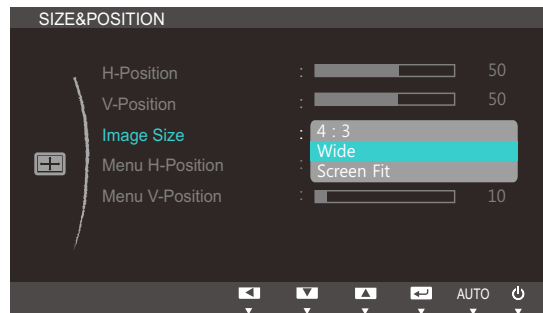 SIZE&POSITION
H-Position : 50
V-Position : 50
Image Size : 4 : 3
Wide
Menu H-Position :
Screen Fit
Menu V-Position : 10
AUTO